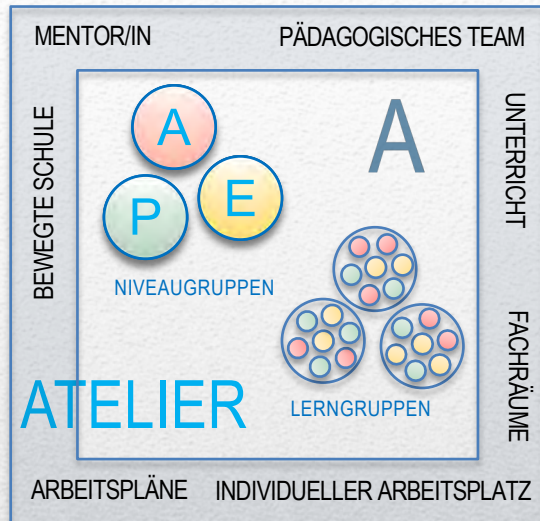 MENTOR/IN
PÄDAGOGISCHES TEAM
BEWEGTE SCHULE
A
P
E
NIVEAUGRUPPEN
A
UNTERRICHT
LERNGRUPPEN
FACHRÄUME
ATELIER
ARBEITSPLÄNE
INDIVIDUELLER ARBEITSPLATZ